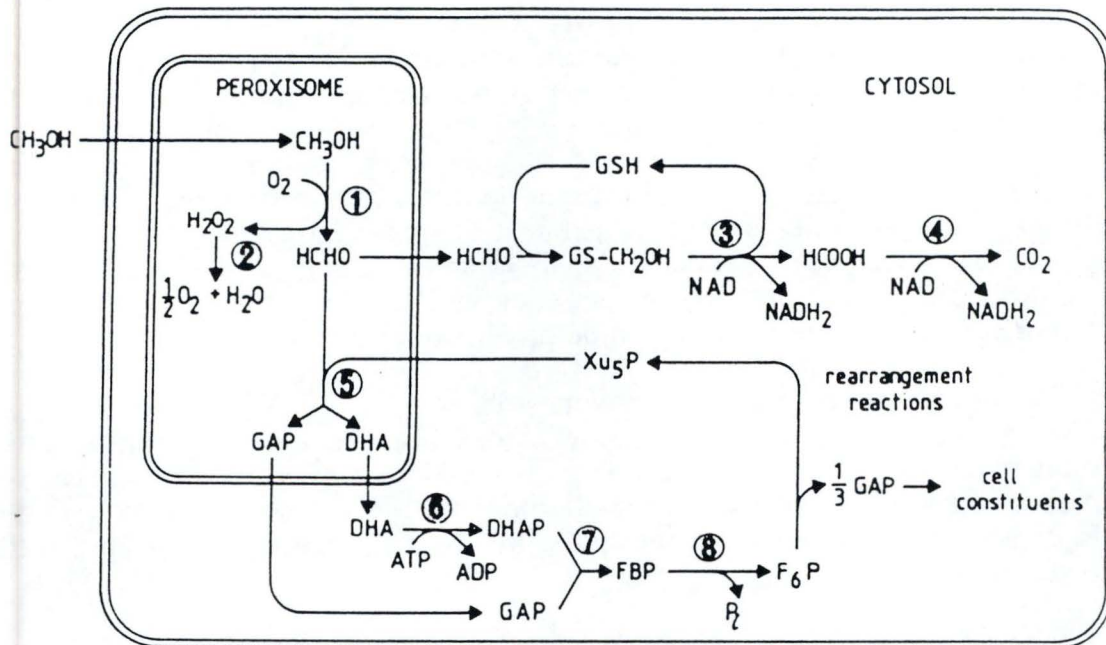 PEROXISOME
CYTOSOL
CH3OH
CH3OH
GSH
O2
1
H2O2
2
HCHO
HCHO
GS-CH2OH
3
HCOOH
4
CO2
½O2 + H2O
NAD
NADH2
NAD
NADH2
Xu5P
rearrangement
reactions
5
GAP
DHA
⅓ GAP
cell
constituents
DHA
6
DHAP
7
8
ATP
ADP
FBP
F6P
GAP
Pi